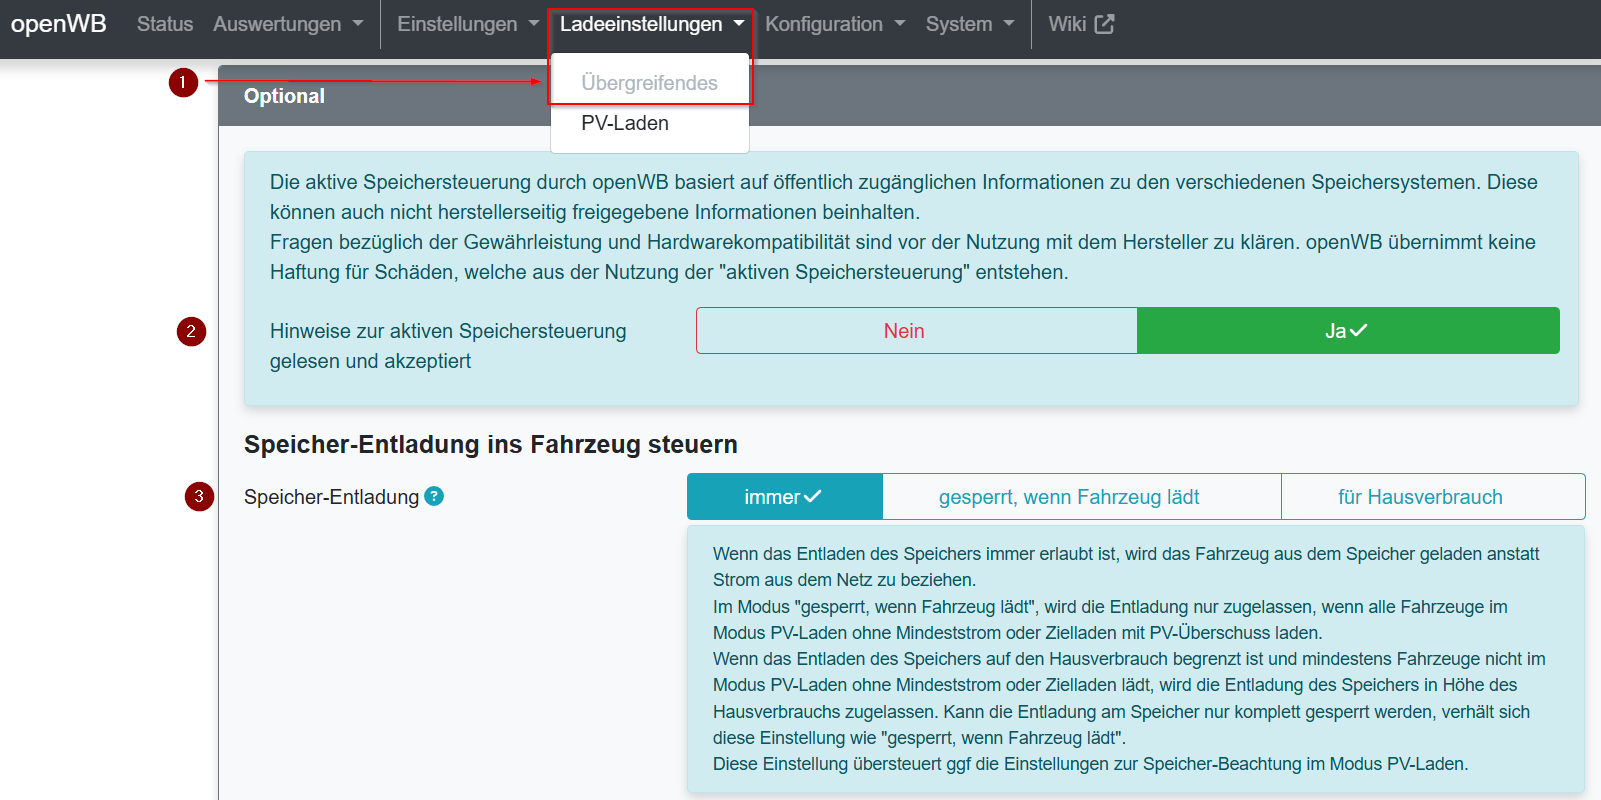 openWB Status Auswertungen Einstellungen Ladeeinstellungen Konfiguration System Wiki
1
Übergreifendes
Optional
PV-Laden
Die aktive Speichersteuerung durch openWB basiert auf öffentlich zugänglichen Informationen zu den verschiedenen Speichersystemen. Diese
können auch nicht herstellerseitig freigegebene Informationen beinhalten.
Fragen bezüglich der Gewährleistung und Hardwarekompatibilität sind vor der Nutzung mit dem Hersteller zu klären. openWB übernimmt keine
Haftung für Schäden, welche aus der Nutzung der "aktiven Speichersteuerung" entstehen.
2
Hinweise zur aktiven Speichersteuerung
gelesen und akzeptiert
Nein Ja
Speicher-Entladung ins Fahrzeug steuern
3
Speicher-Entladung ?
immer gesperrt, wenn Fahrzeug lädt für Hausverbrauch
Wenn das Entladen des Speichers immer erlaubt ist, wird das Fahrzeug aus dem Speicher geladen anstatt
Strom aus dem Netz zu beziehen.
Im Modus "gesperrt, wenn Fahrzeug lädt", wird die Entladung nur zugelassen, wenn alle Fahrzeuge im
Modus PV-Laden ohne Mindeststrom oder Zielladen mit PV-Überschuss laden.
Wenn das Entladen des Speichers auf den Hausverbrauch begrenzt ist und mindestens Fahrzeuge nicht im
Modus PV-Laden ohne Mindeststrom oder Zielladen lädt, wird die Entladung des Speichers in Höhe des
Hausverbrauchs zugelassen. Kann die Entladung am Speicher nur komplett gesperrt werden, verhält sich
diese Einstellung wie "gesperrt, wenn Fahrzeug lädt".
Diese Einstellung übersteuert ggf die Einstellungen zur Speicher-Beachtung im Modus PV-Laden.